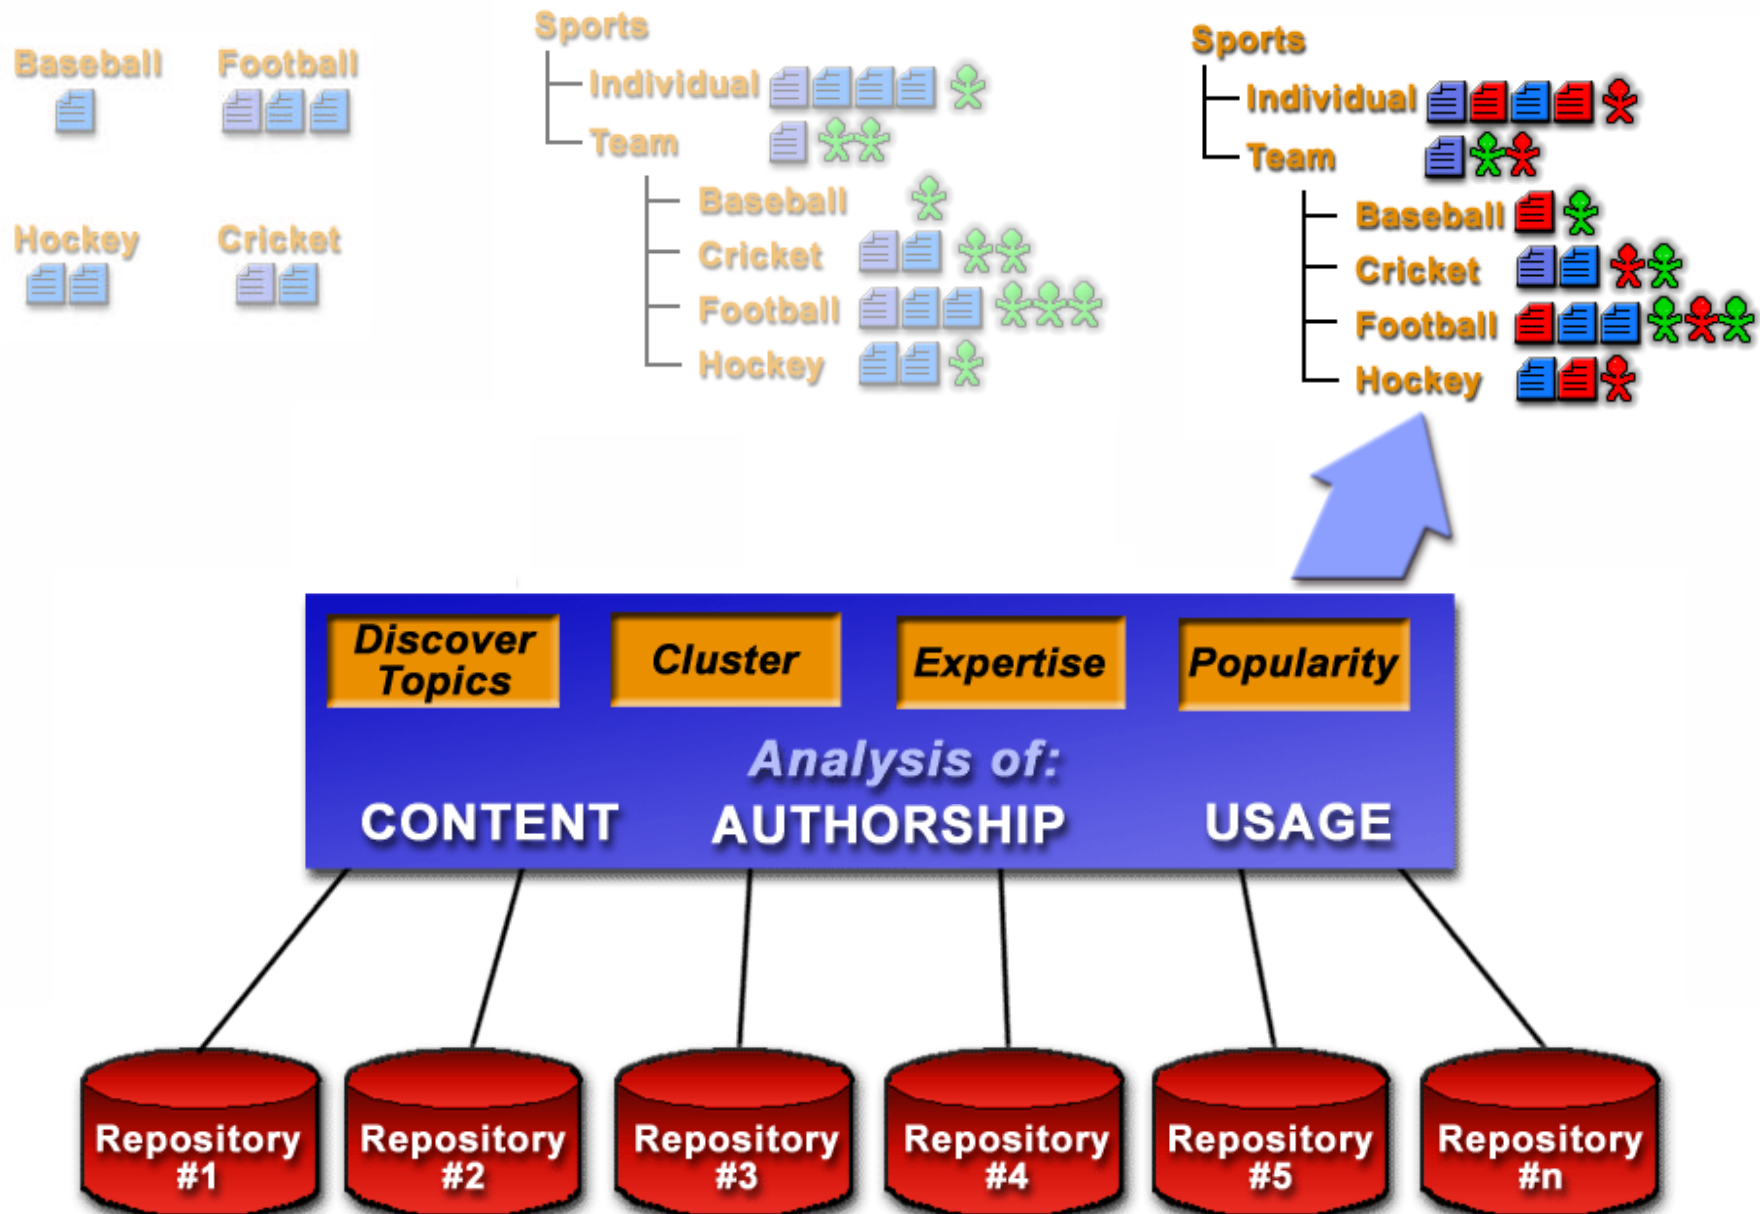 Baseball
Football
Hockey
Cricket
Sports
Individual
Team
Baseball
Cricket
Football
Hockey
Sports
Individual
Team
Baseball
Cricket
Football
Hockey
Discover
Topics
Cluster
Expertise
Popularity
Analysis of:
CONTENT
AUTHORSHIP
USAGE
Repository
#1
Repository
#2
Repository
#3
Repository
#4
Repository
#5
Repository
#n